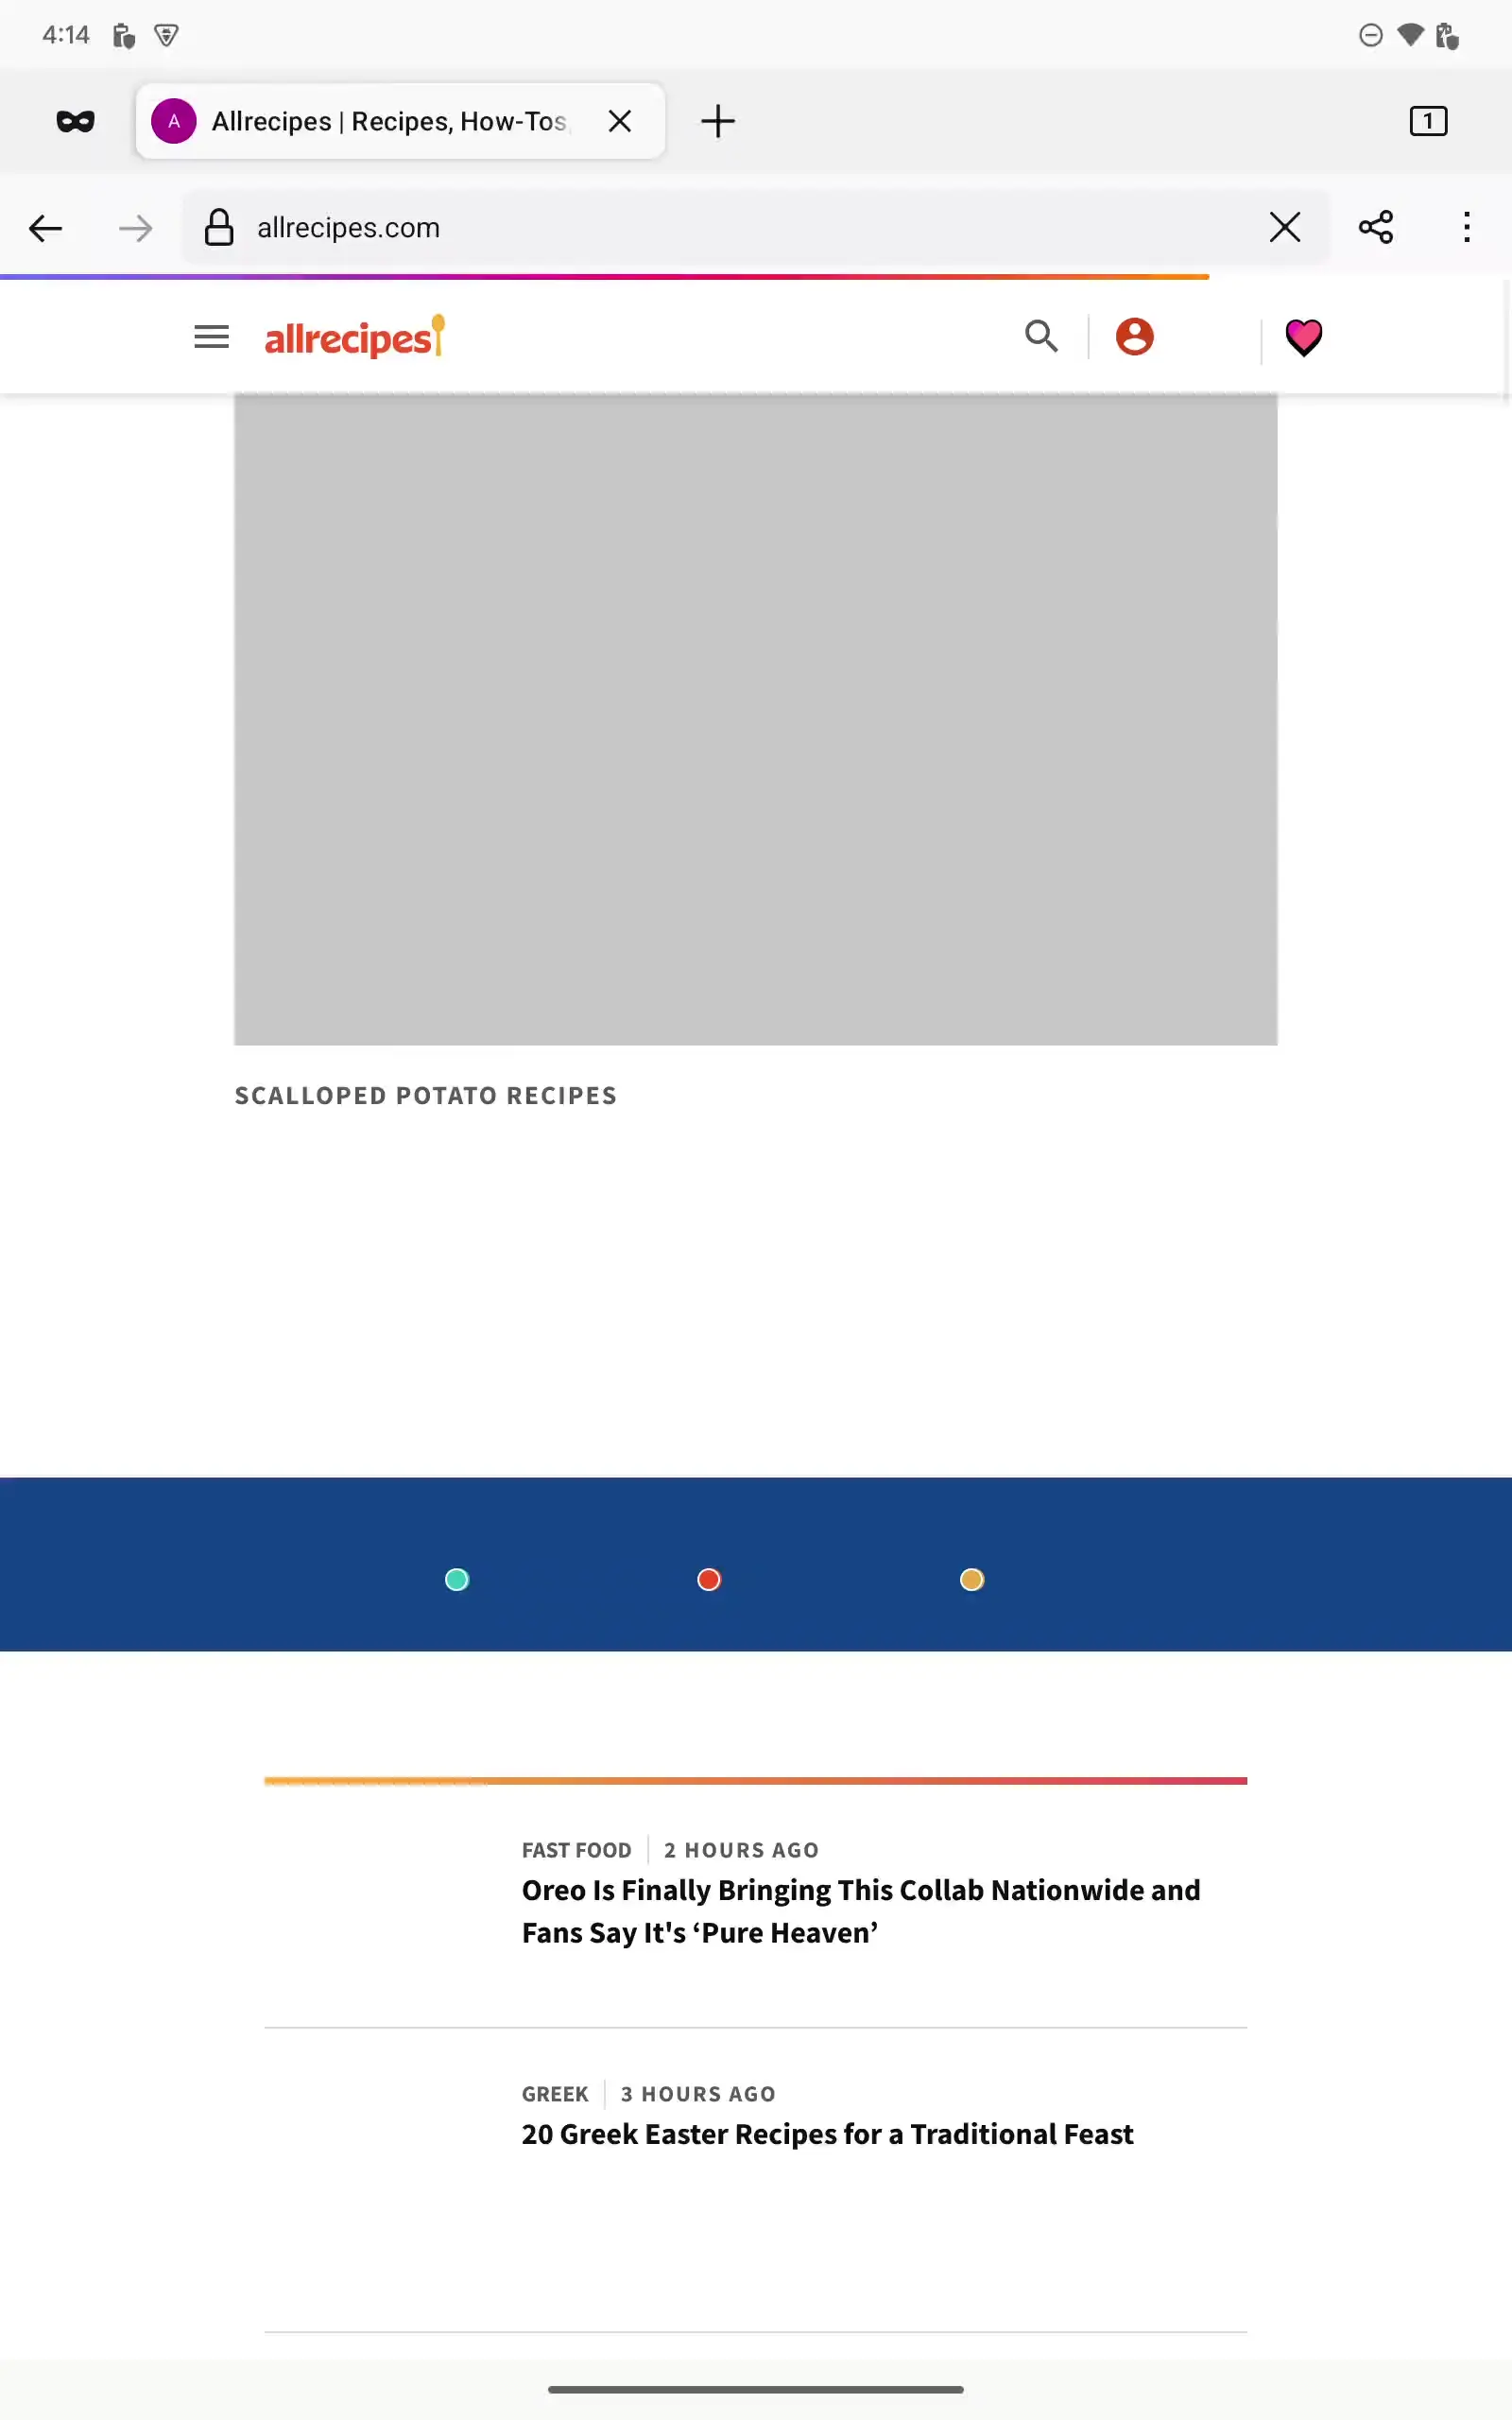 4:14
A
Allrecipes | Recipes, How-Tos,
1
allrecipes.com
allrecipes
SCALLOPED POTATO RECIPES
FAST FOOD
2 HOURS AGO
Oreo Is Finally Bringing This Collab Nationwide and
Fans Say It's ‘Pure Heaven’
GREEK
3 HOURS AGO
20 Greek Easter Recipes for a Traditional Feast